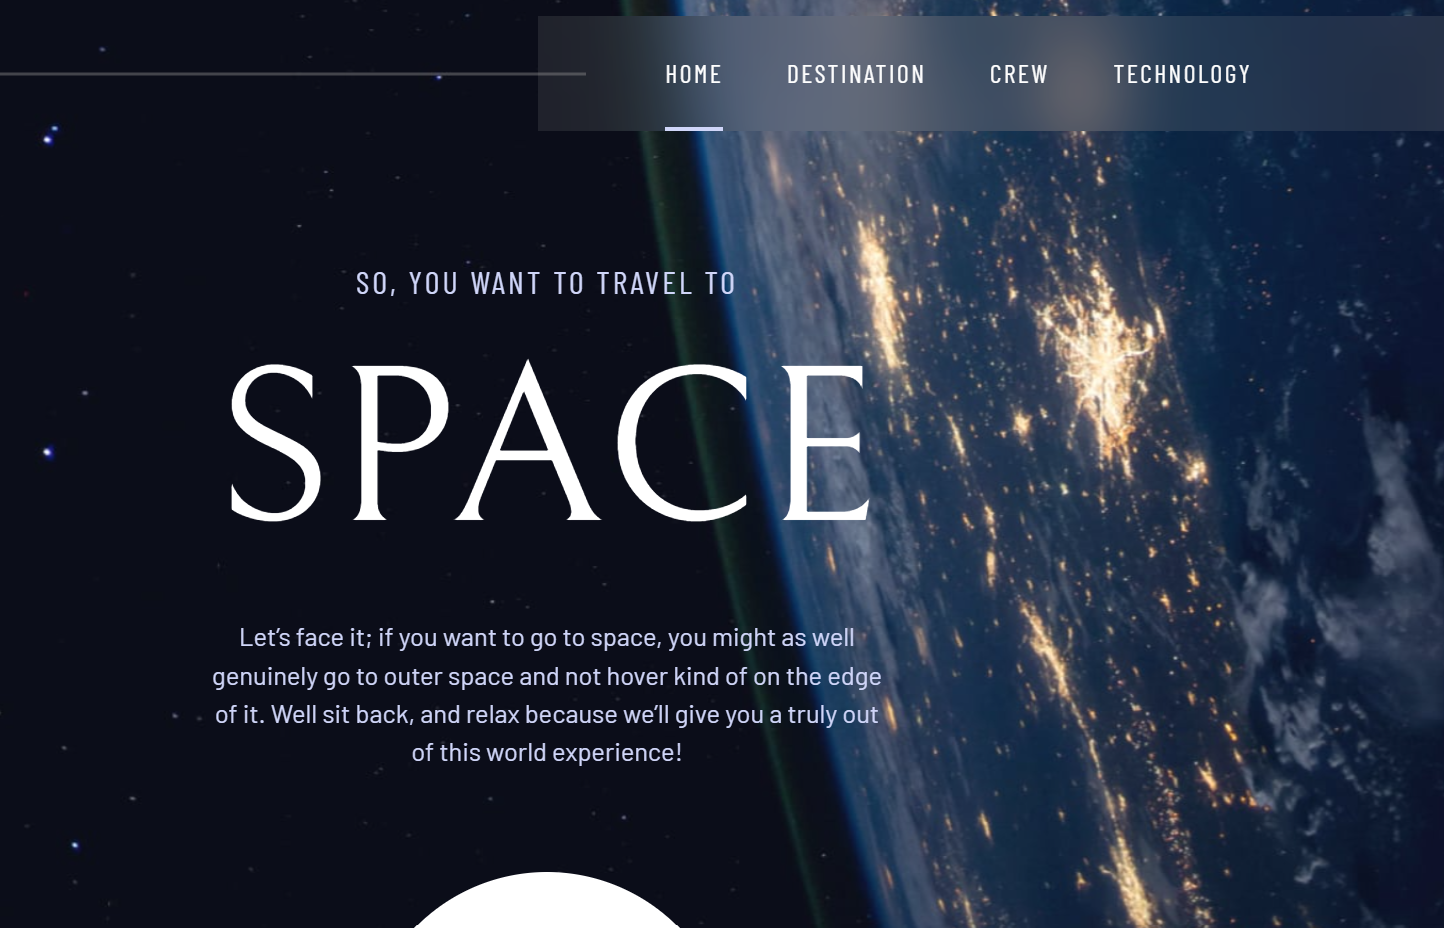 HOME DESTINATION CREW TECHNOLOGY
SO, YOU WANT TO TRAVEL TO
SPACE
Let’s face it; if you want to go to space, you might as well
genuinely go to outer space and not hover kind of on the edge
of it. Well sit back, and relax because we’ll give you a truly out
of this world experience!